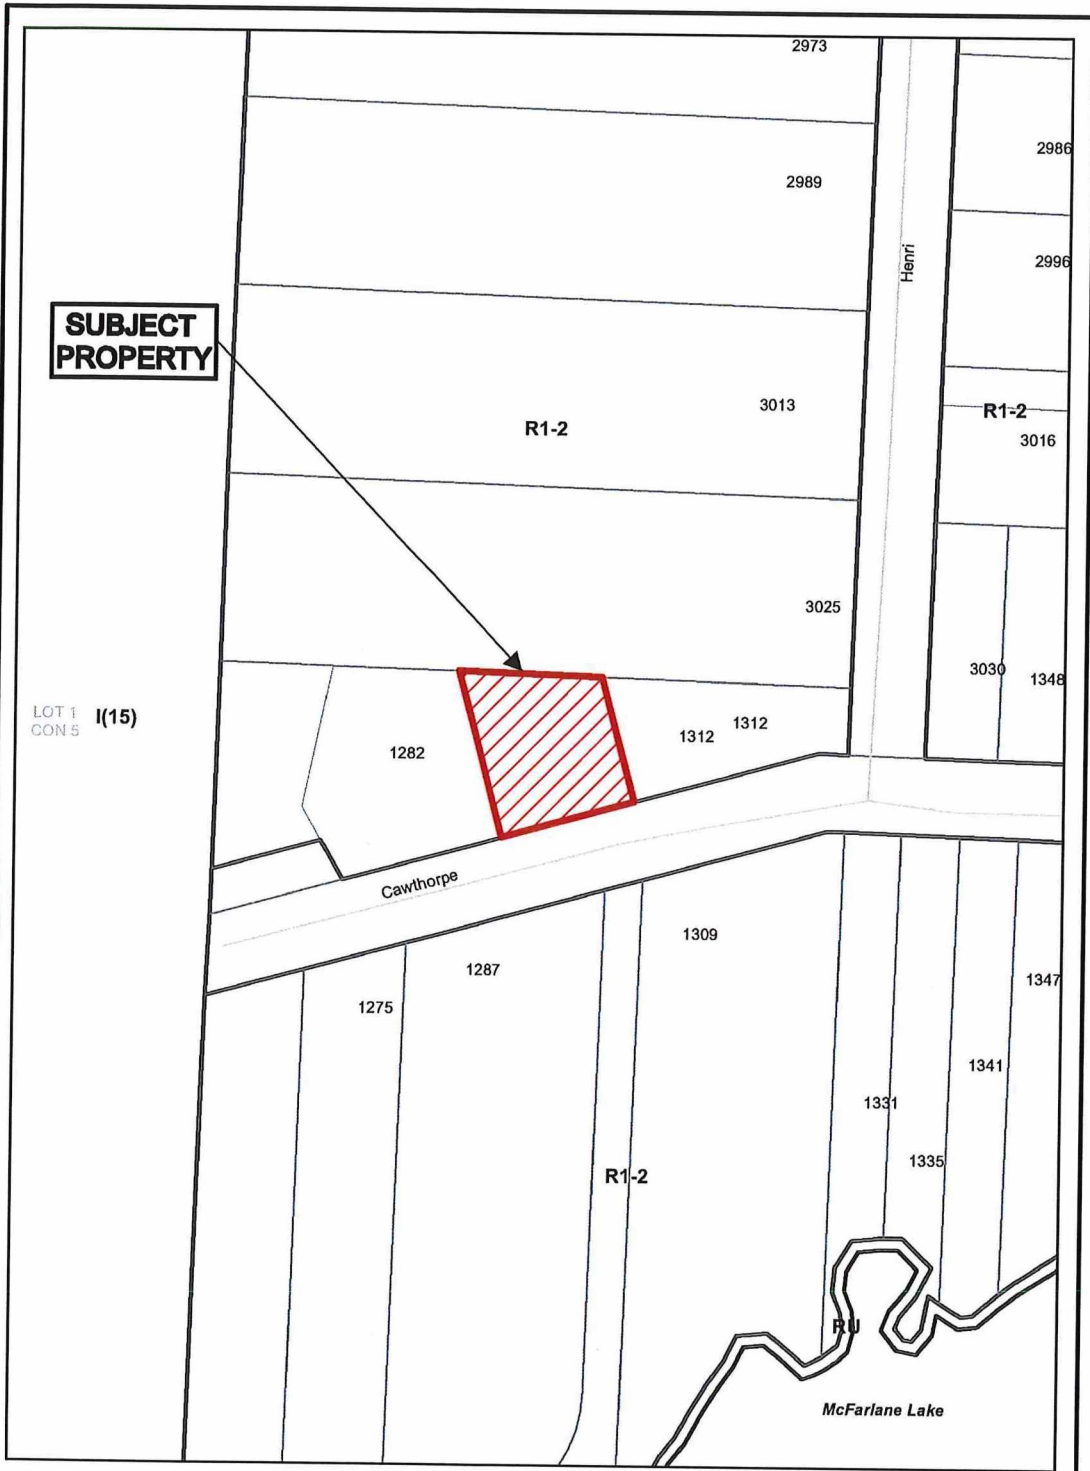 2973
2986
2989
Henri
2996
SUBJECT
PROPERTY
3013
R1-2
R1-2
3016
3025
3030
1348
LOT 1
CON 5
I(15)
1282
1312
1312
Cawthorpe
1309
1287
1275
1347
1341
1331
1335
R1-2
RU
McFarlane Lake